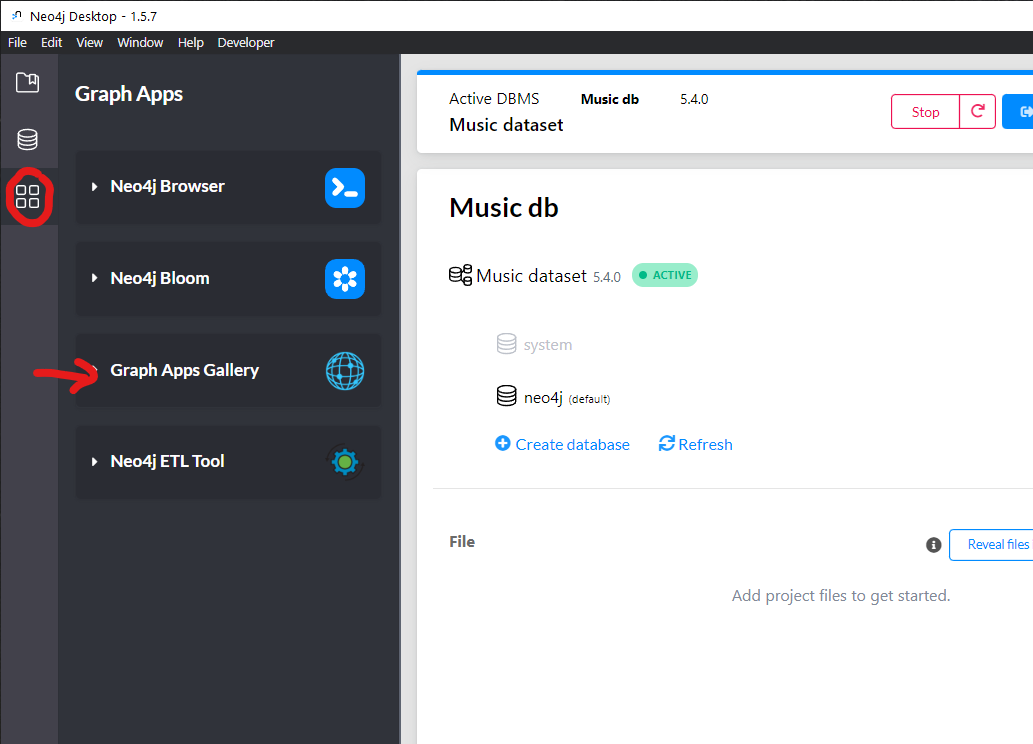 Neo4j Desktop - 1.5.7
File Edit View Window Help Developer
Graph Apps
Neo4j Browser
Neo4j Bloom
Graph Apps Gallery
Neo4j ETL Tool
Active DBMS Music db 5.4.0
Music dataset
Stop
Music db
Music dataset 5.4.0 ACTIVE
system
neo4j (default)
Create database Refresh
File
Reveal files
Add project files to get started.